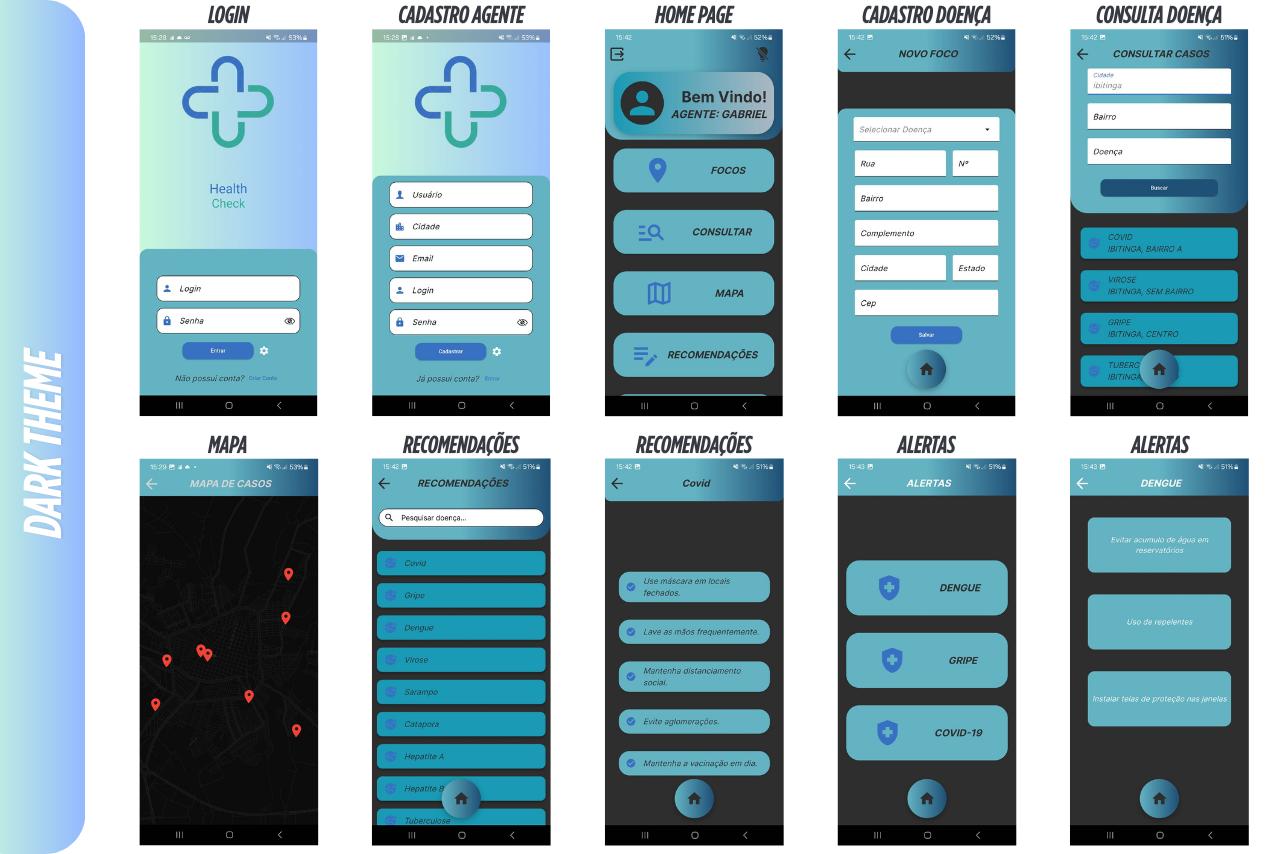 DARK THEME
LOGIN
15:28
53%
Health
Check
Login
Senha
Entrar
Não possui conta? Criar Conta
CADASTRO AGENTE
15:28
53%
Usuário
Cidade
Email
Login
Senha
Cadastrar
Já possui conta? Entrar
HOME PAGE
15:42
52%
Bem Vindo!
AGENTE: GABRIEL
FOCOS
CONSULTAR
MAPA
RECOMENDAÇÕES
CADASTRO DOENÇA
15:42
52%
NOVO FOCO
Selecionar Doença
Rua
Nº
Bairro
Complemento
Cidade
Estado
Cep
Salvar
CONSULTA DOENÇA
15:42
51%
CONSULTAR CASOS
Cidade
ibitinga
Bairro
Doença
Buscar
COVID
IBITINGA, BAIRRO A
VIROSE
IBITINGA, SEM BAIRRO
GRIPE
IBITINGA, CENTRO
TUBERC
IBITINGA
MAPA
15:29
53%
MAPA DE CASOS
RECOMENDAÇÕES
15:42
51%
RECOMENDAÇÕES
Pesquisar doença...
Covid
Gripe
Dengue
Virose
Sarampo
Catapora
Hepatite A
Hepatite B
Tuberculose
RECOMENDAÇÕES
15:42
51%
Covid
Use máscara em locais
fechados.
Lave as mãos frequentemente.
Mantenha distanciamento
social.
Evite aglomerações.
Mantenha a vacinação em dia.
ALERTAS
15:43
51%
ALERTAS
DENGUE
GRIPE
COVID-19
ALERTAS
15:43
51%
DENGUE
Evitar acumulo de água em
reservatórios
Uso de repelentes
Instalar telas de proteção nas janelas